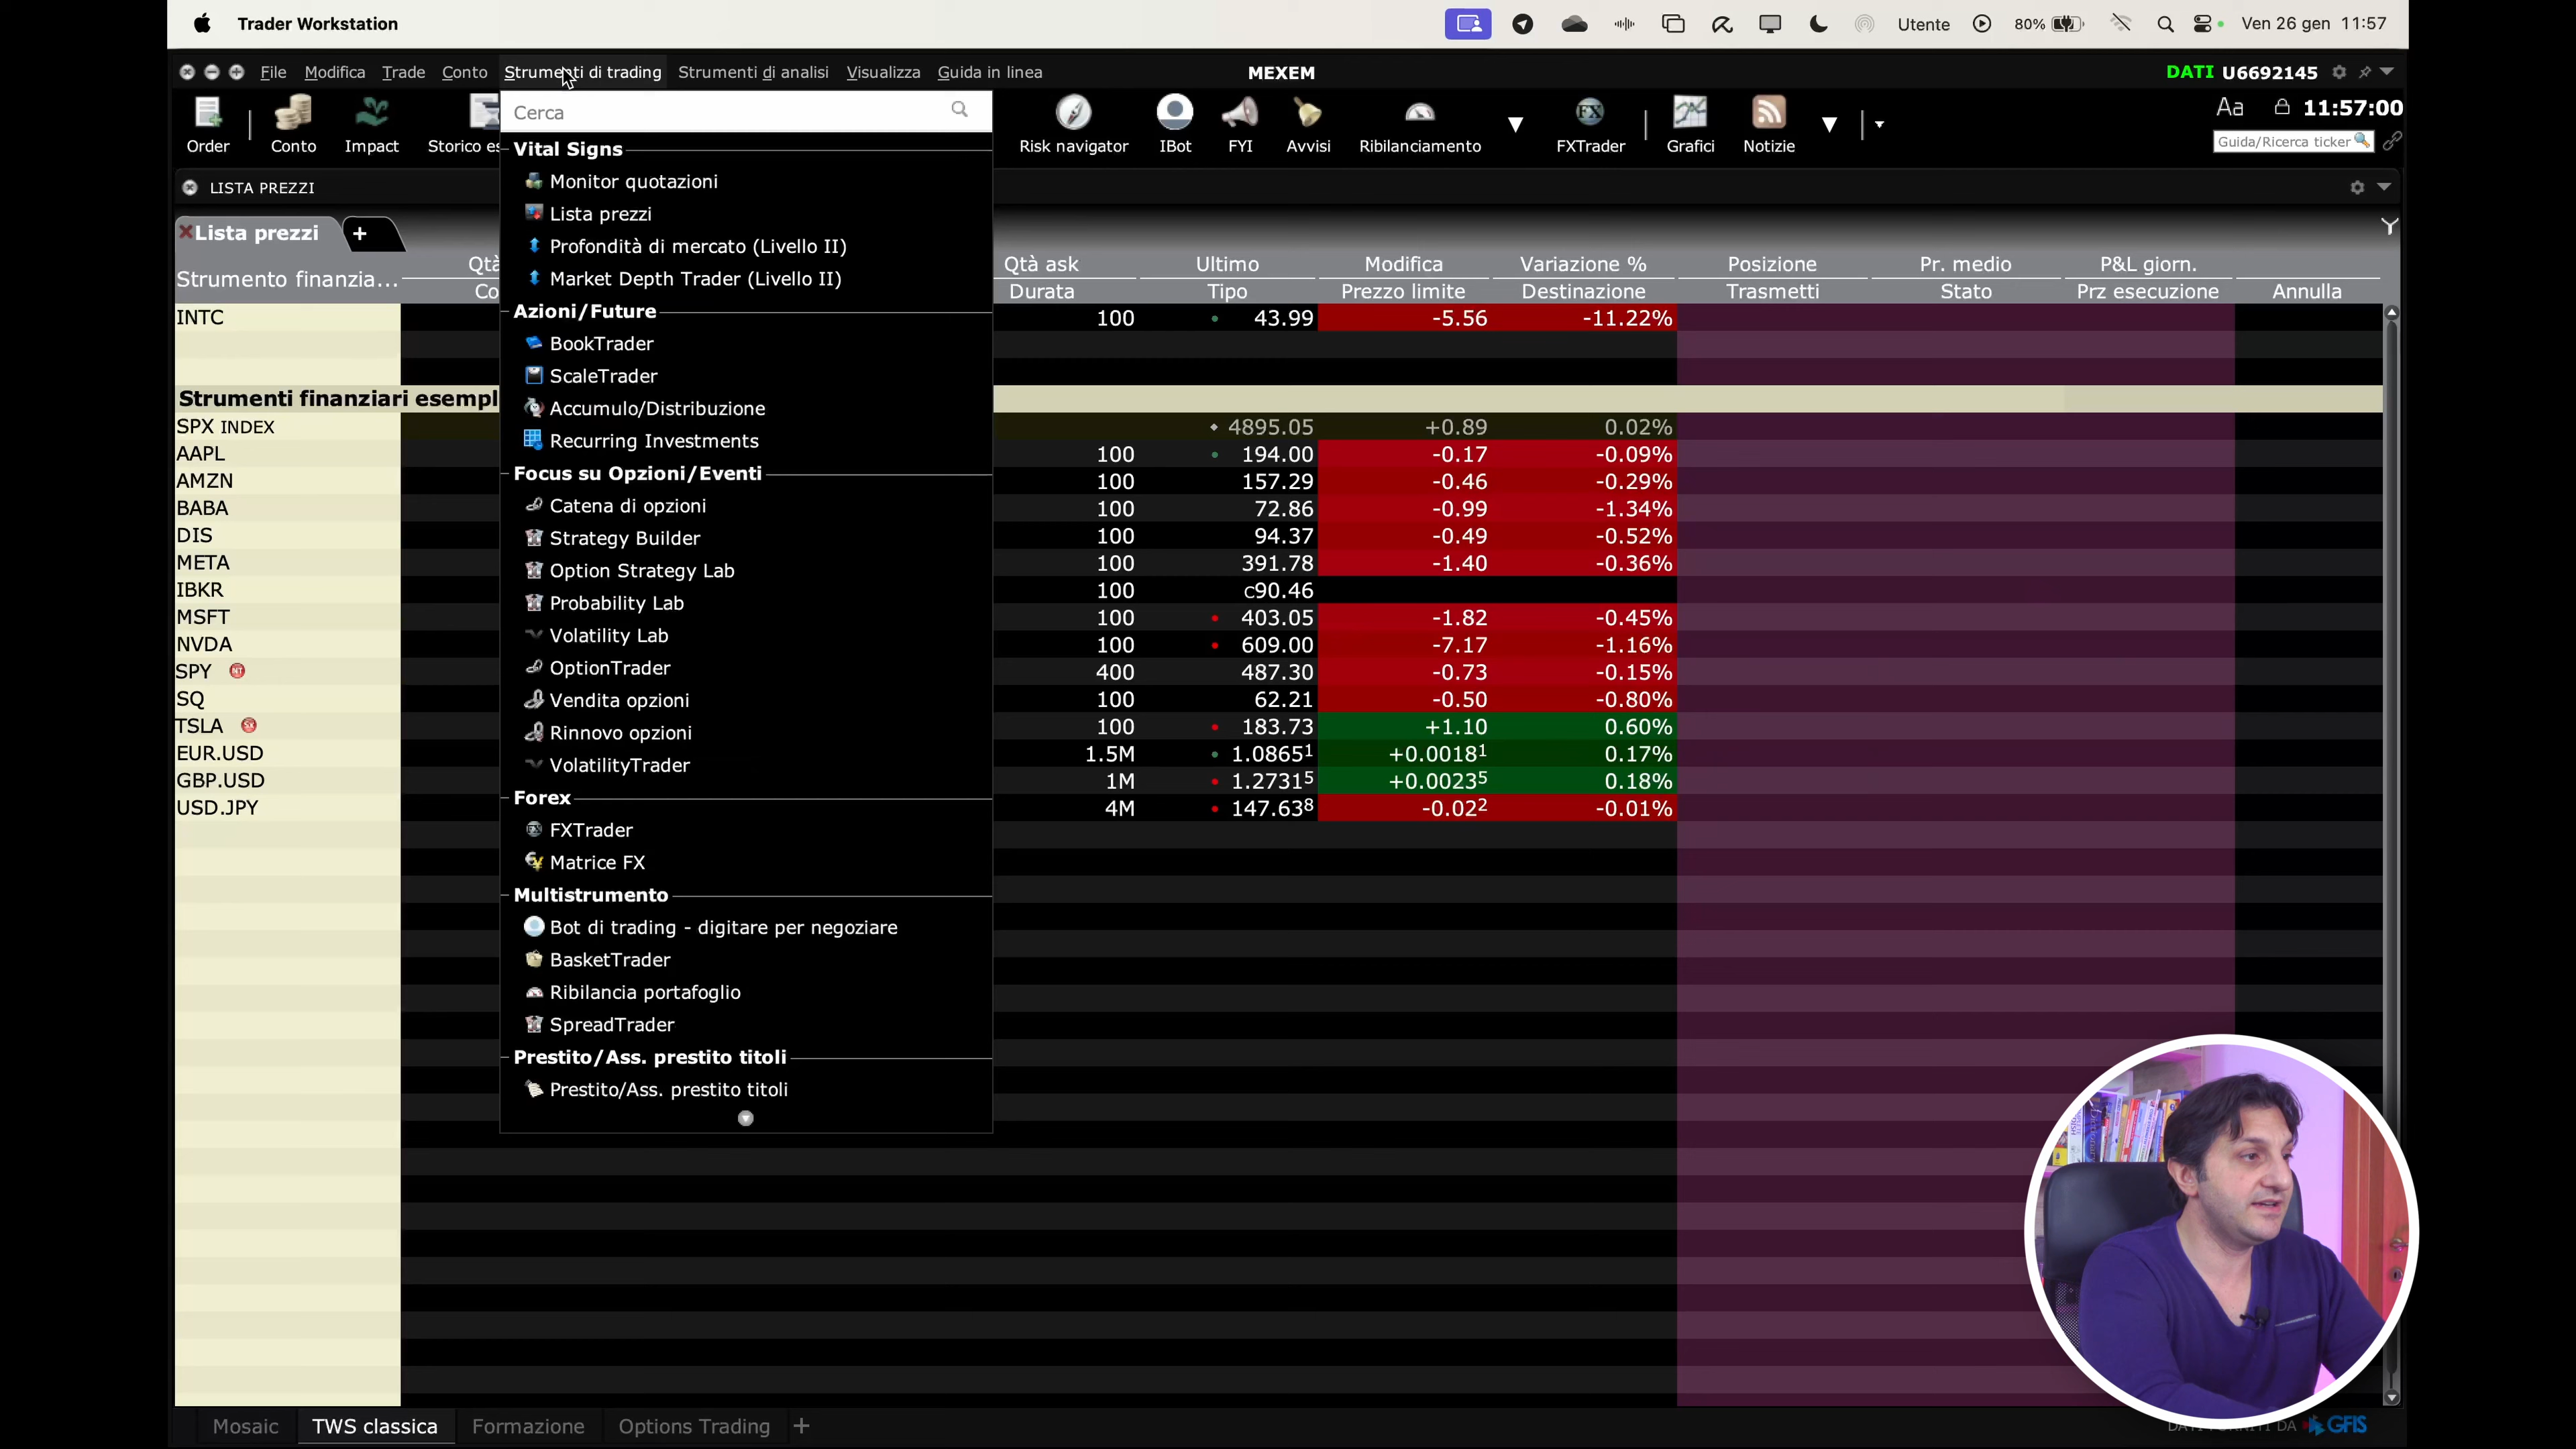 Trader Workstation
Utente
80%
Ven 26 gen 11:57
File Modifica Trade Conto Strumenti di trading Strumenti di analisi Visualizza Guida in linea
MEXEM
DATI U6692145
Order Conto Impact Storico es
Risk navigator IBot FYI Avvisi Ribilanciamento FXTrader Grafici Notizie
Aa 11:57:00
Guida/Ricerca ticker
LISTA PREZZI
Lista prezzi +
Cerca
Vital Signs
Monitor quotazioni
Lista prezzi
Profondità di mercato (Livello II)
Market Depth Trader (Livello II)
Azioni/Future
BookTrader
ScaleTrader
Accumulo/Distribuzione
Recurring Investments
Focus su Opzioni/Eventi
Catena di opzioni
Strategy Builder
Option Strategy Lab
Probability Lab
Volatility Lab
OptionTrader
Vendita opzioni
Rinnovo opzioni
VolatilityTrader
Forex
FXTrader
Matrice FX
Multistrumento
Bot di trading - digitare per negoziare
BasketTrader
Ribilancia portafoglio
SpreadTrader
Prestito/Ass. prestito titoli
Prestito/Ass. prestito titoli
Strumento finanzia...
Qtà Qtà ask Ultimo Modifica Variazione % Posizione Pr. medio P&L giorn.
Co Durata Tipo Prezzo limite Destinazione Trasmetti Stato Prz esecuzione Annulla
INTC 100 43.99 -5.56 -11.22%
Strumenti finanziari esempl
SPX INDEX 4895.05 +0.89 0.02%
AAPL 100 194.00 -0.17 -0.09%
AMZN 100 157.29 -0.46 -0.29%
BABA 100 72.86 -0.99 -1.34%
DIS 100 94.37 -0.49 -0.52%
META 100 391.78 -1.40 -0.36%
IBKR 100 C90.46
MSFT 100 403.05 -1.82 -0.45%
NVDA 100 609.00 -7.17 -1.16%
SPY NT 400 487.30 -0.73 -0.15%
SQ 100 62.21 -0.50 -0.80%
TSLA SX 100 183.73 +1.10 0.60%
EUR.USD 1.5M 1.0865¹ +0.0018¹ 0.17%
GBP.USD 1M 1.2731⁵ +0.0023⁵ 0.18%
USD.JPY 4M 147.63⁸ -0.02² -0.01%
Mosaic TWS classica Formazione Options Trading +
DA GFIS